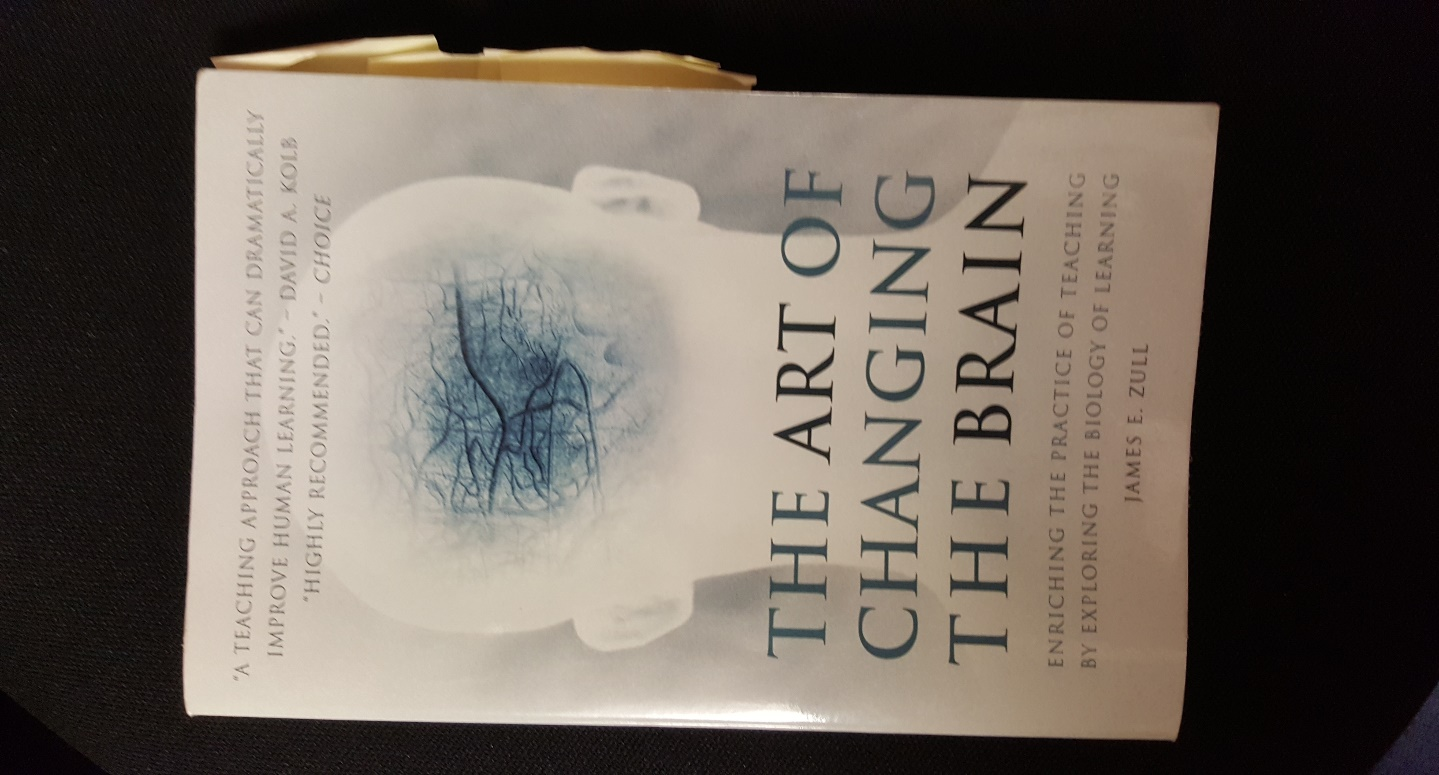 "A TEACHING APPROACH THAT CAN DRAMATICALLY
IMPROVE HUMAN LEARNING." – DAVID A. KOLB
"HIGHLY RECOMMENDED." – CHOICE
THE ART OF
CHANGING
THE BRAIN
ENRICHING THE PRACTICE OF TEACHING
BY EXPLORING THE BIOLOGY OF LEARNING
JAMES E. ZULL